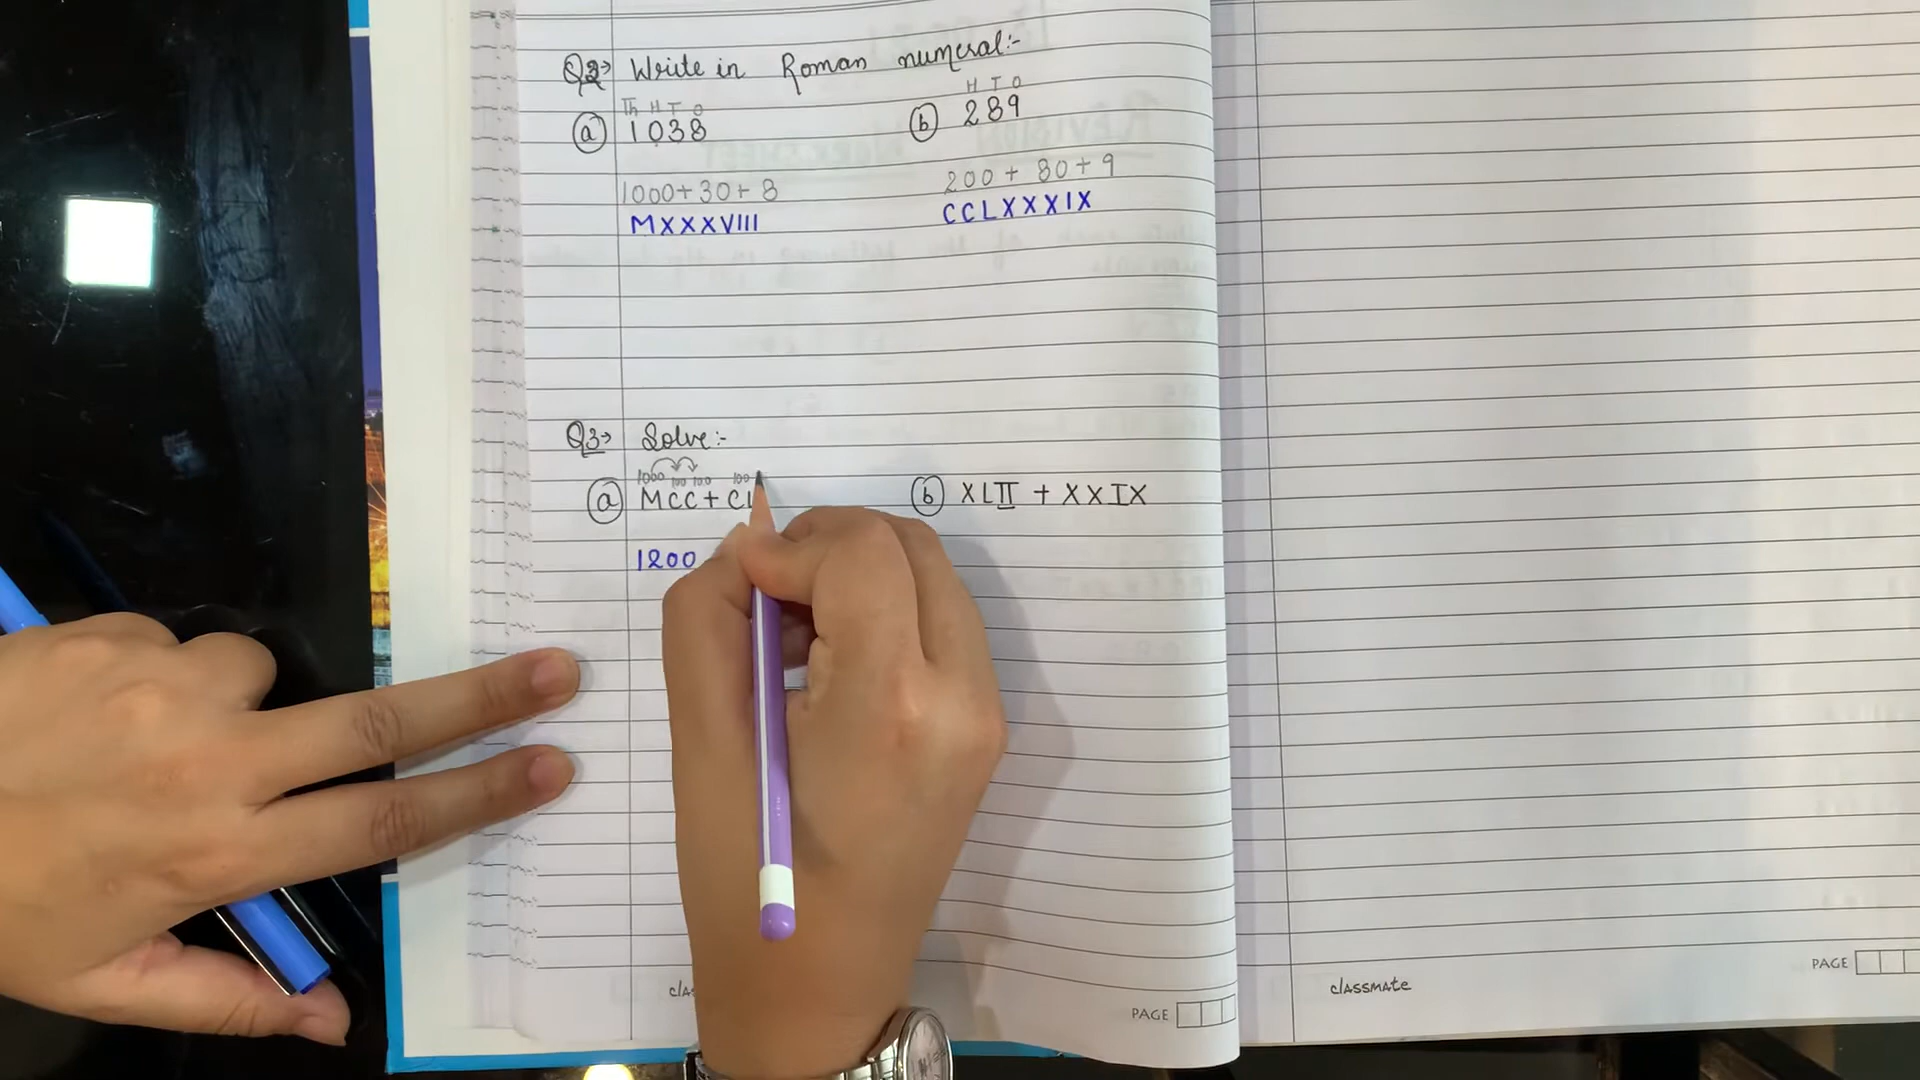 Q2→ Write in Roman numeral:-
Th H T O
H T O
(a) 1038
(b) 289
1000+30+8
200 + 80 + 9
MXXXVIII
CCLXXXIX
Q3→ Solve:-
1000 100 100 100
(a) MCC + CL
(b) XLII + XXIX
1200
classmate
PAGE
PAGE